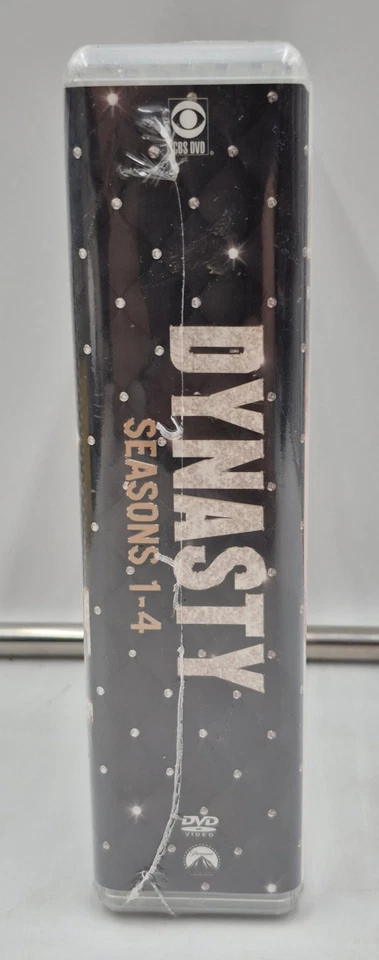 CBS DVD
DYNASTY
SEASONS 1-4
DVD
VIDEO